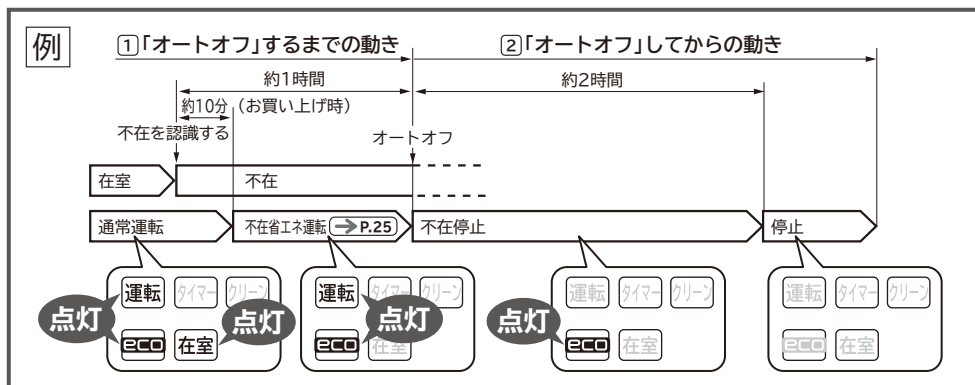 例
1「オートオフ」するまでの動き
2「オートオフ」してからの動き
約1時間
約2時間
約10分（お買い上げ時）
不在を認識する
オートオフ
在室
不在
通常運転
不在省エネ運転 → P.25
不在停止
停止
運転 タイマー クリーン
点灯 点灯
eco 在室
運転 タイマー クリーン
点灯
eco 在室
運転 タイマー クリーン
点灯
eco 在室
運転 タイマー クリーン
eco 在室